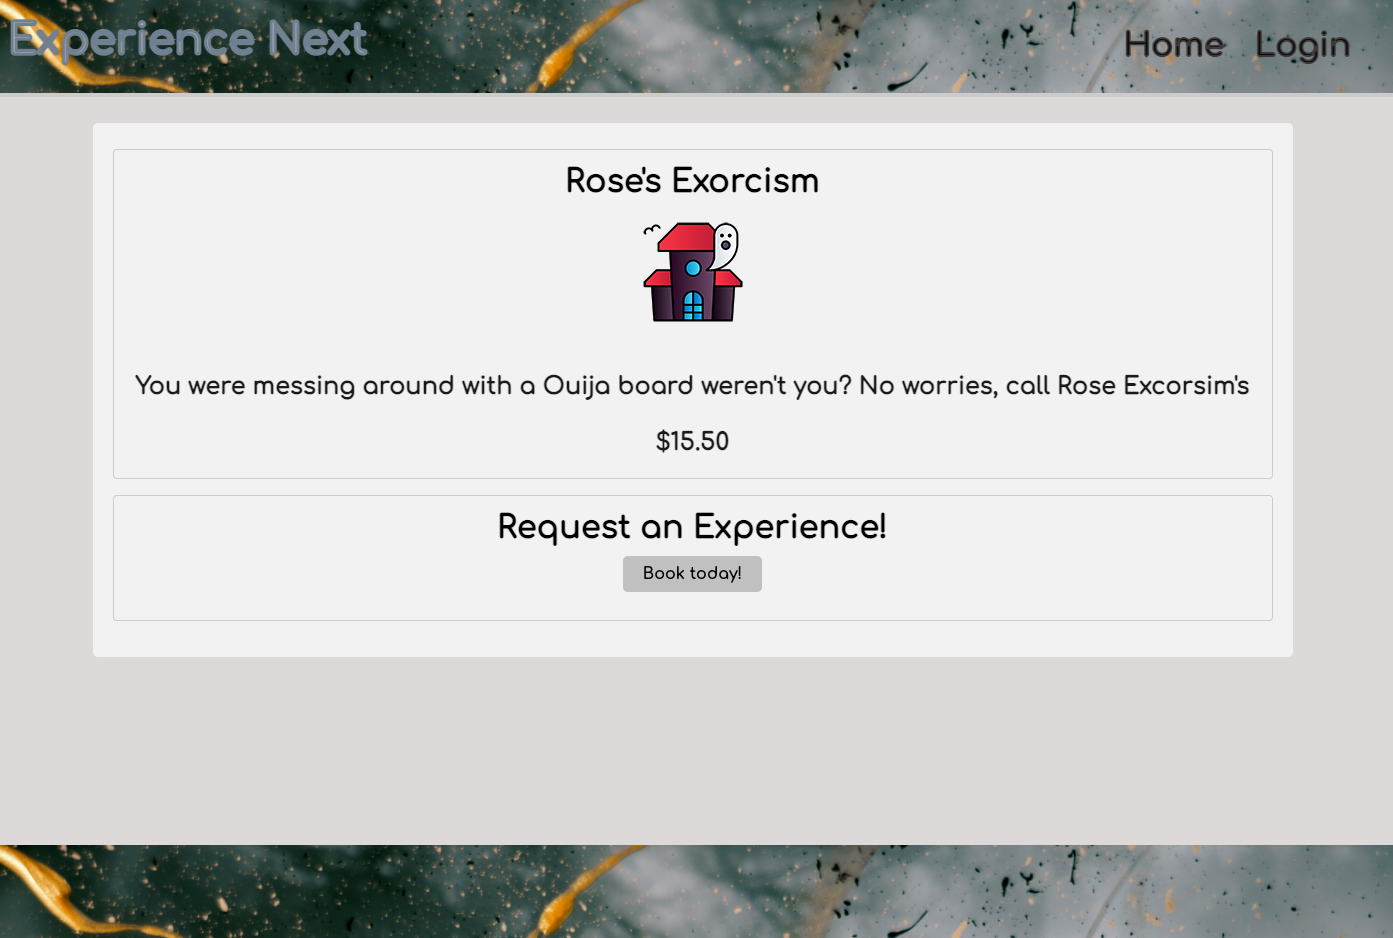 Experience Next
Home Login
Rose's Exorcism
You were messing around with a Ouija board weren't you? No worries, call Rose Excorsim's
$15.50
Request an Experience!
Book today!